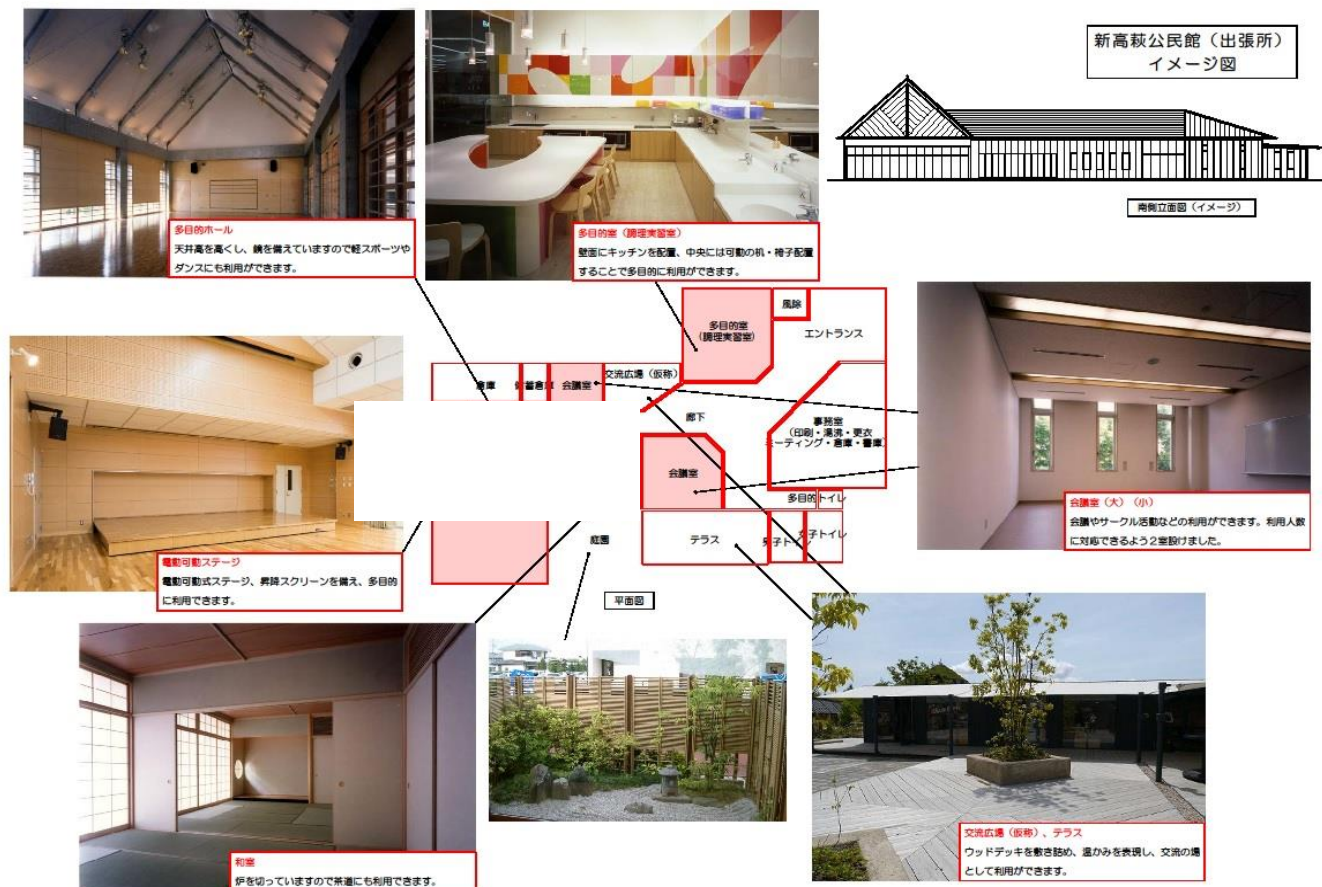 新高萩公民館（出張所）
イメージ図
南側立面図（イメージ）
多目的ホール
天井高を高くし、鏡を備えていますので軽スポーツや
ダンスにも利用ができます。
多目的室（調理実習室）
壁面にキッチンを配置、中央には可動の机・椅子配置
することで多目的に利用ができます。
風除
多目的室
（調理実習室）
エントランス
倉庫
備蓄倉庫
会議室
交流広場（仮称）
廊下
事務室
（印刷・湯沸・更衣
ミーティング・倉庫・書庫）
会議室
多目的トイレ
テラス
男子トイレ
女子トイレ
庭園
平面図
会議室（大）（小）
会議やサークル活動などの利用ができます。利用人数
に対応できるよう２室設けました。
電動可動ステージ
電動可動式ステージ、昇降スクリーンを備え、多目的
に利用できます。
和室
炉を切っていますので茶道にも利用できます。
交流広場（仮称）、テラス
ウッドデッキを敷き詰め、温かみを表現し、交流の場
として利用ができます。